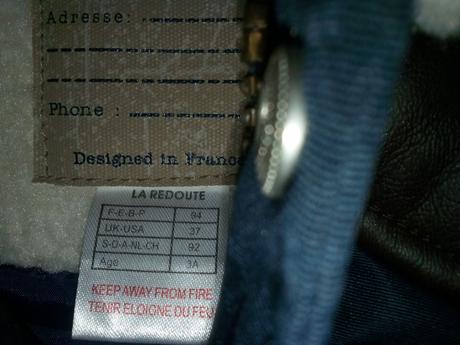 Adresse:
Phone :
Designed in France
LA REDOUTE
F-E-B-P 94
UK-USA 37
S-D-A-NL-CH 92
Age 3A
KEEP AWAY FROM FIRE
TENIR ELOIGNE DU FEU